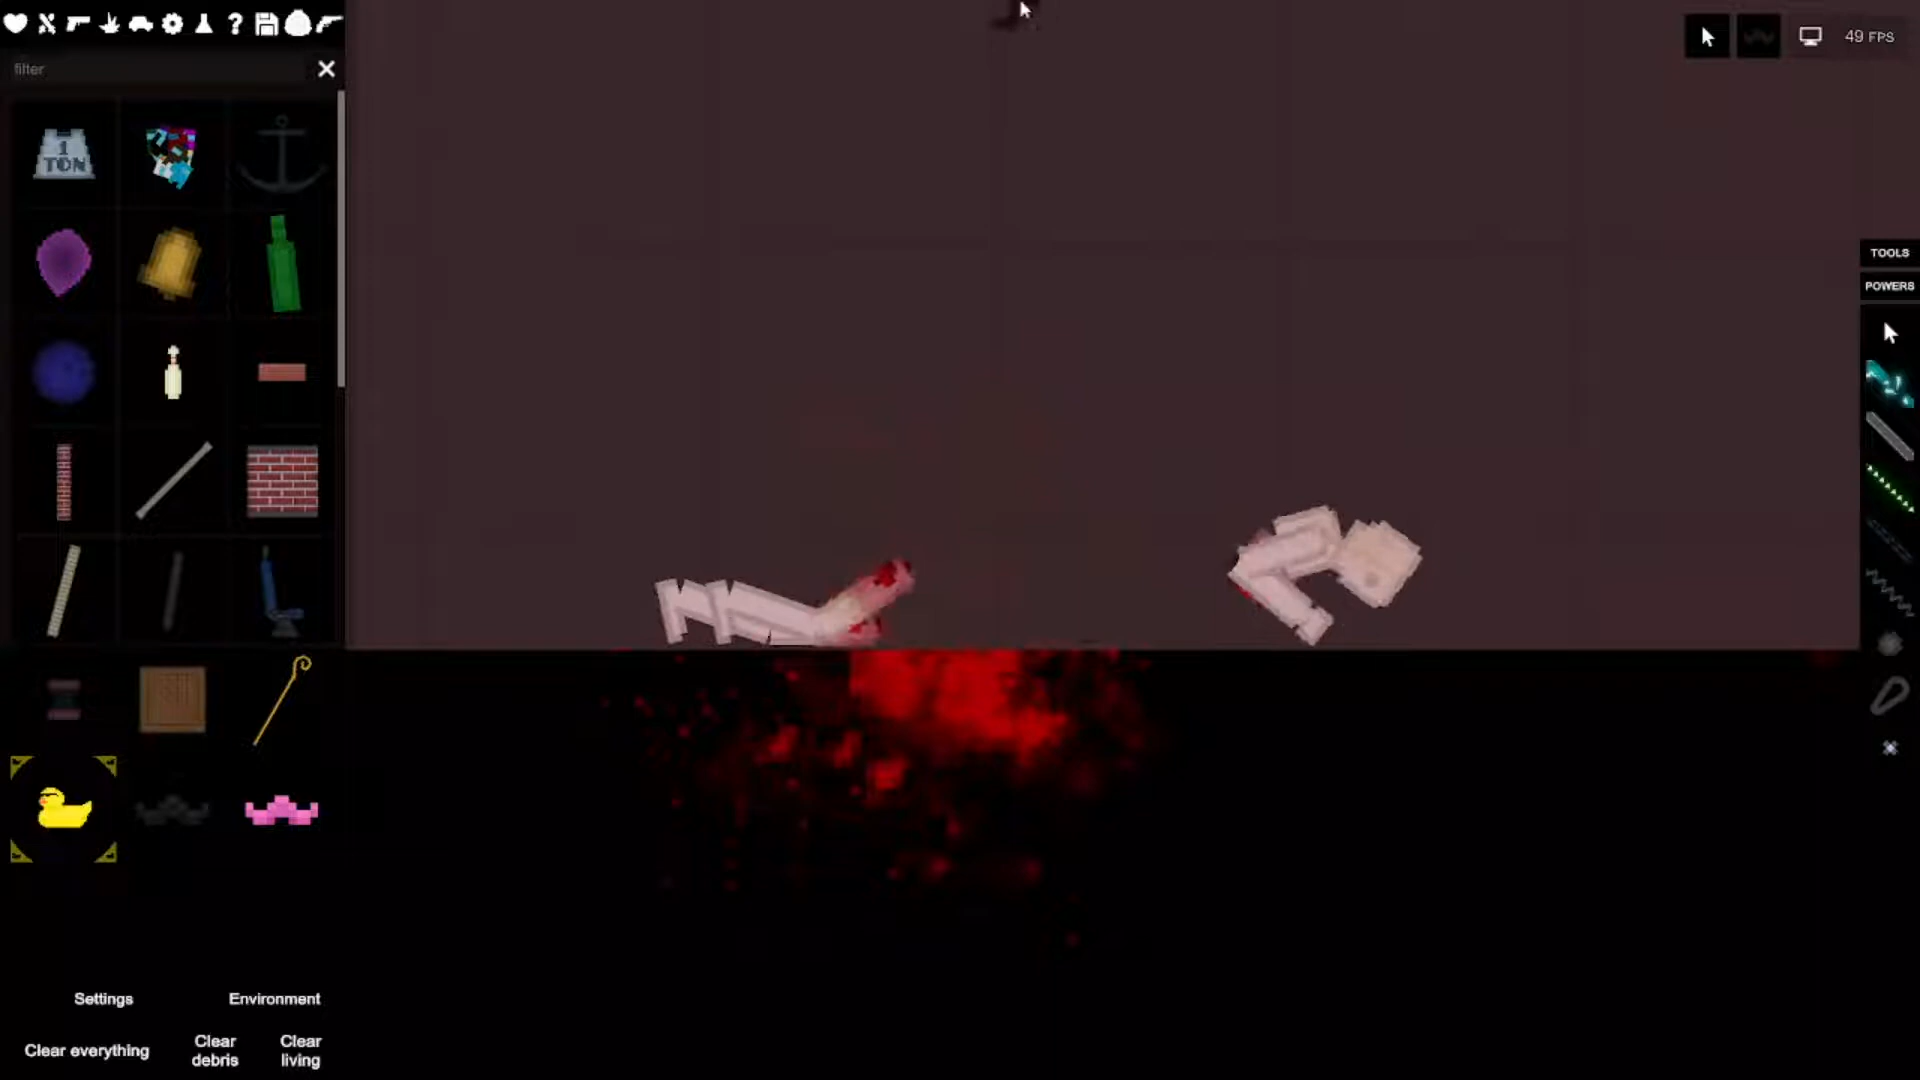 ?
49 FPS
filter
1
TON
TOOLS
POWERS
Settings
Environment
Clear everything
Clear
debris
Clear
living